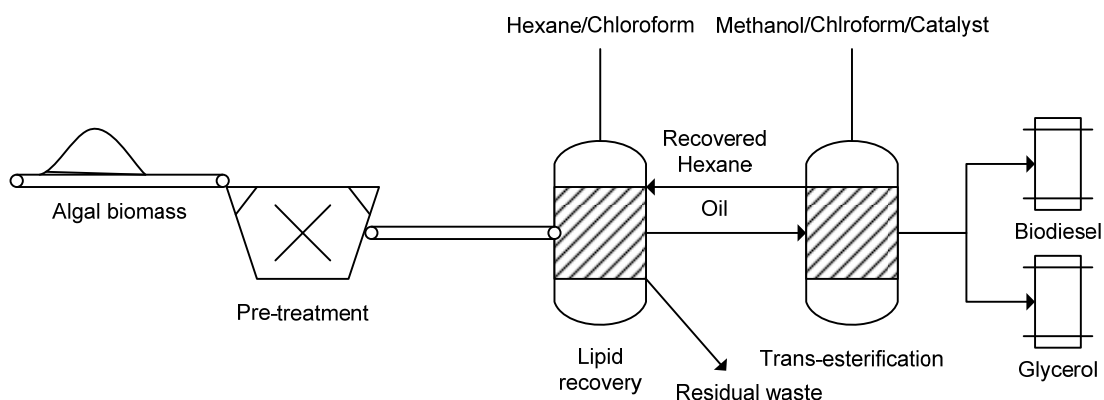 Hexane/Chloroform
Methanol/Chlroform/Catalyst
Recovered
Hexane
Algal biomass
Oil
Biodiesel
Pre-treatment
Lipid
recovery
Trans-esterification
Glycerol
Residual waste